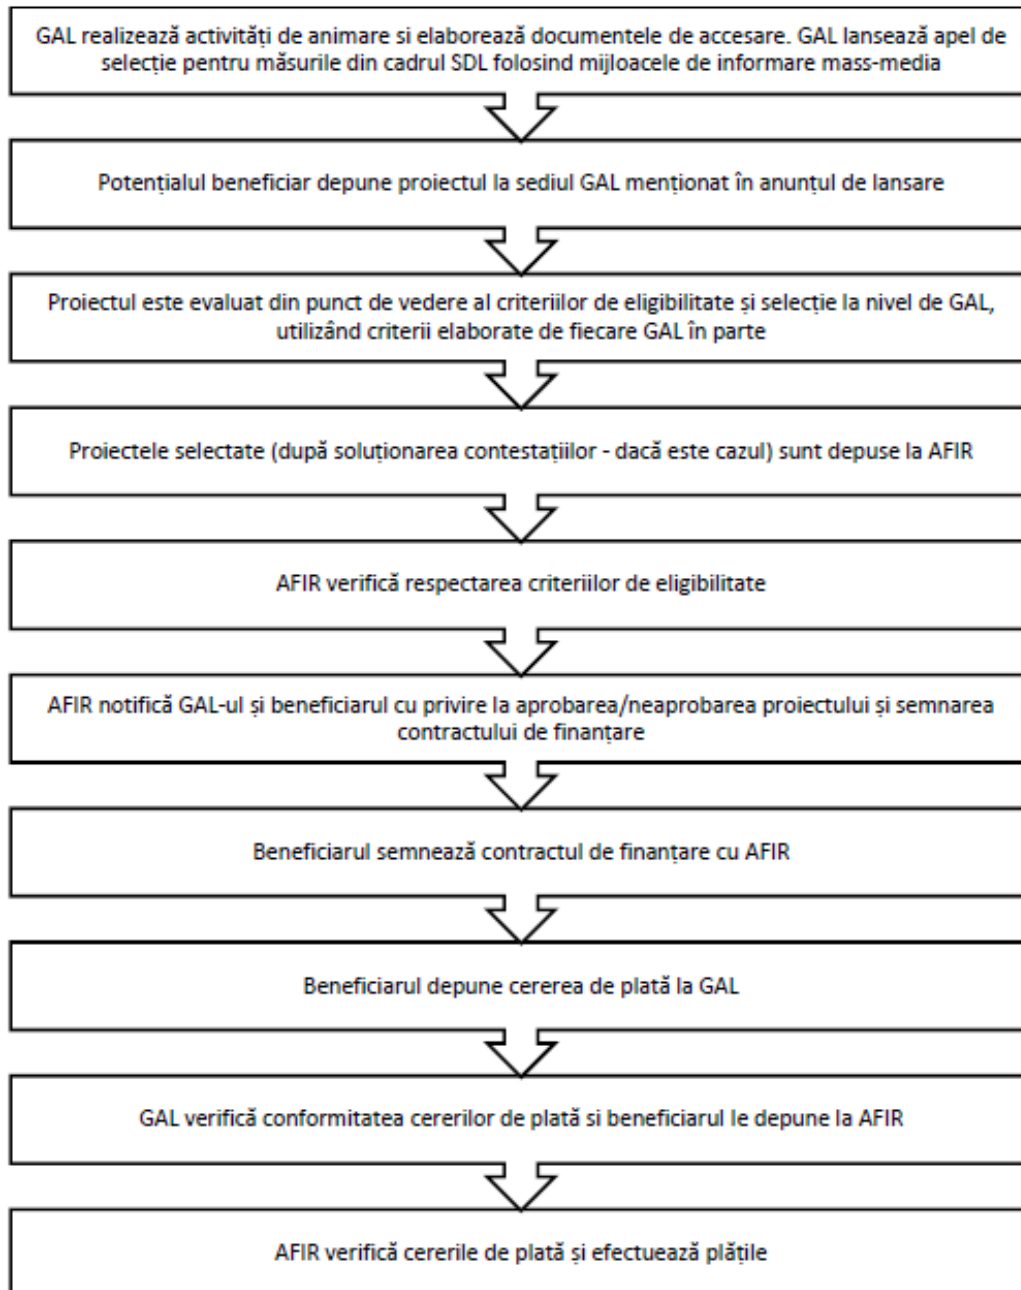 GAL realizează activități de animare si elaborează documentele de accesare. GAL lansează apel de
selecție pentru măsurile din cadrul SDL folosind mijloacele de informare mass-media
Potențialul beneficiar depune proiectul la sediul GAL menționat în anunțul de lansare
Proiectul este evaluat din punct de vedere al criteriilor de eligibilitate și selecție la nivel de GAL,
utilizând criterii elaborate de fiecare GAL în parte
Proiectele selectate (după soluționarea contestațiilor - dacă este cazul) sunt depuse la AFIR
AFIR verifică respectarea criteriilor de eligibilitate
AFIR notifică GAL-ul și beneficiarul cu privire la aprobarea/neaprobarea proiectului și semnarea
contractului de finanțare
Beneficiarul semnează contractul de finanțare cu AFIR
Beneficiarul depune cererea de plată la GAL
GAL verifică conformitatea cererilor de plată si beneficiarul le depune la AFIR
AFIR verifică cererile de plată și efectuează plățile